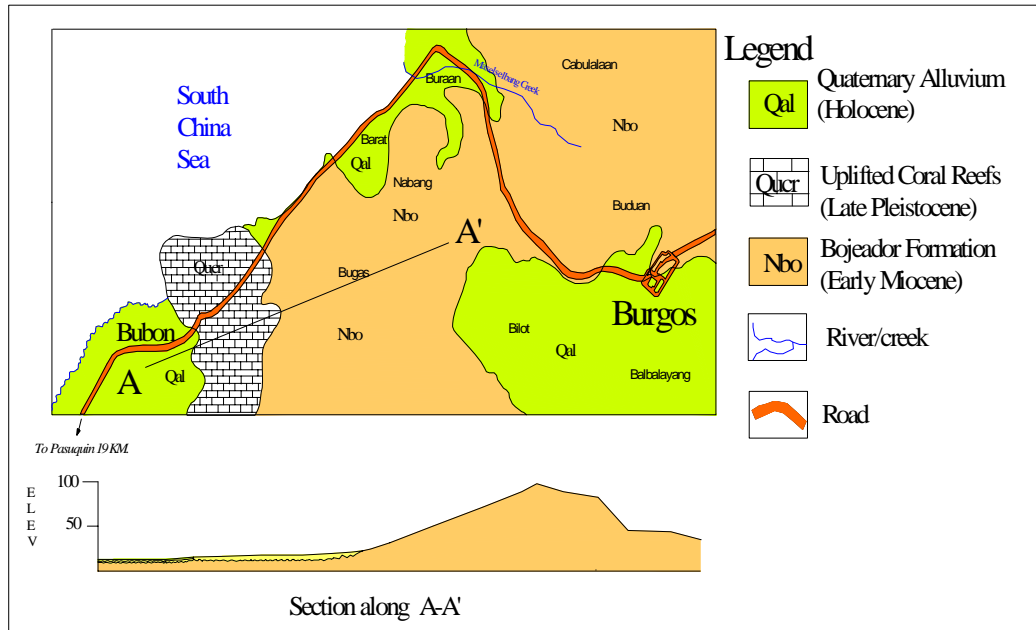 South
China
Sea
Buraan
Cabulalaan
Nbo
Barat
Qal
Nabang
Nbo
Buduan
A'
Qucr
Bugas
Burgos
Bubon
Nbo
Bilot
Qal
A
Qal
Balbalayang
To Pasuquin 19 KM.
Legend
Qal
Quaternary Alluvium
(Holocene)
Qucr
Uplifted Coral Reefs
(Late Pleistocene)
Nbo
Bojeador Formation
(Early Miocene)
River/creek
Road
E
L
E
V
100
50
Section along A-A'